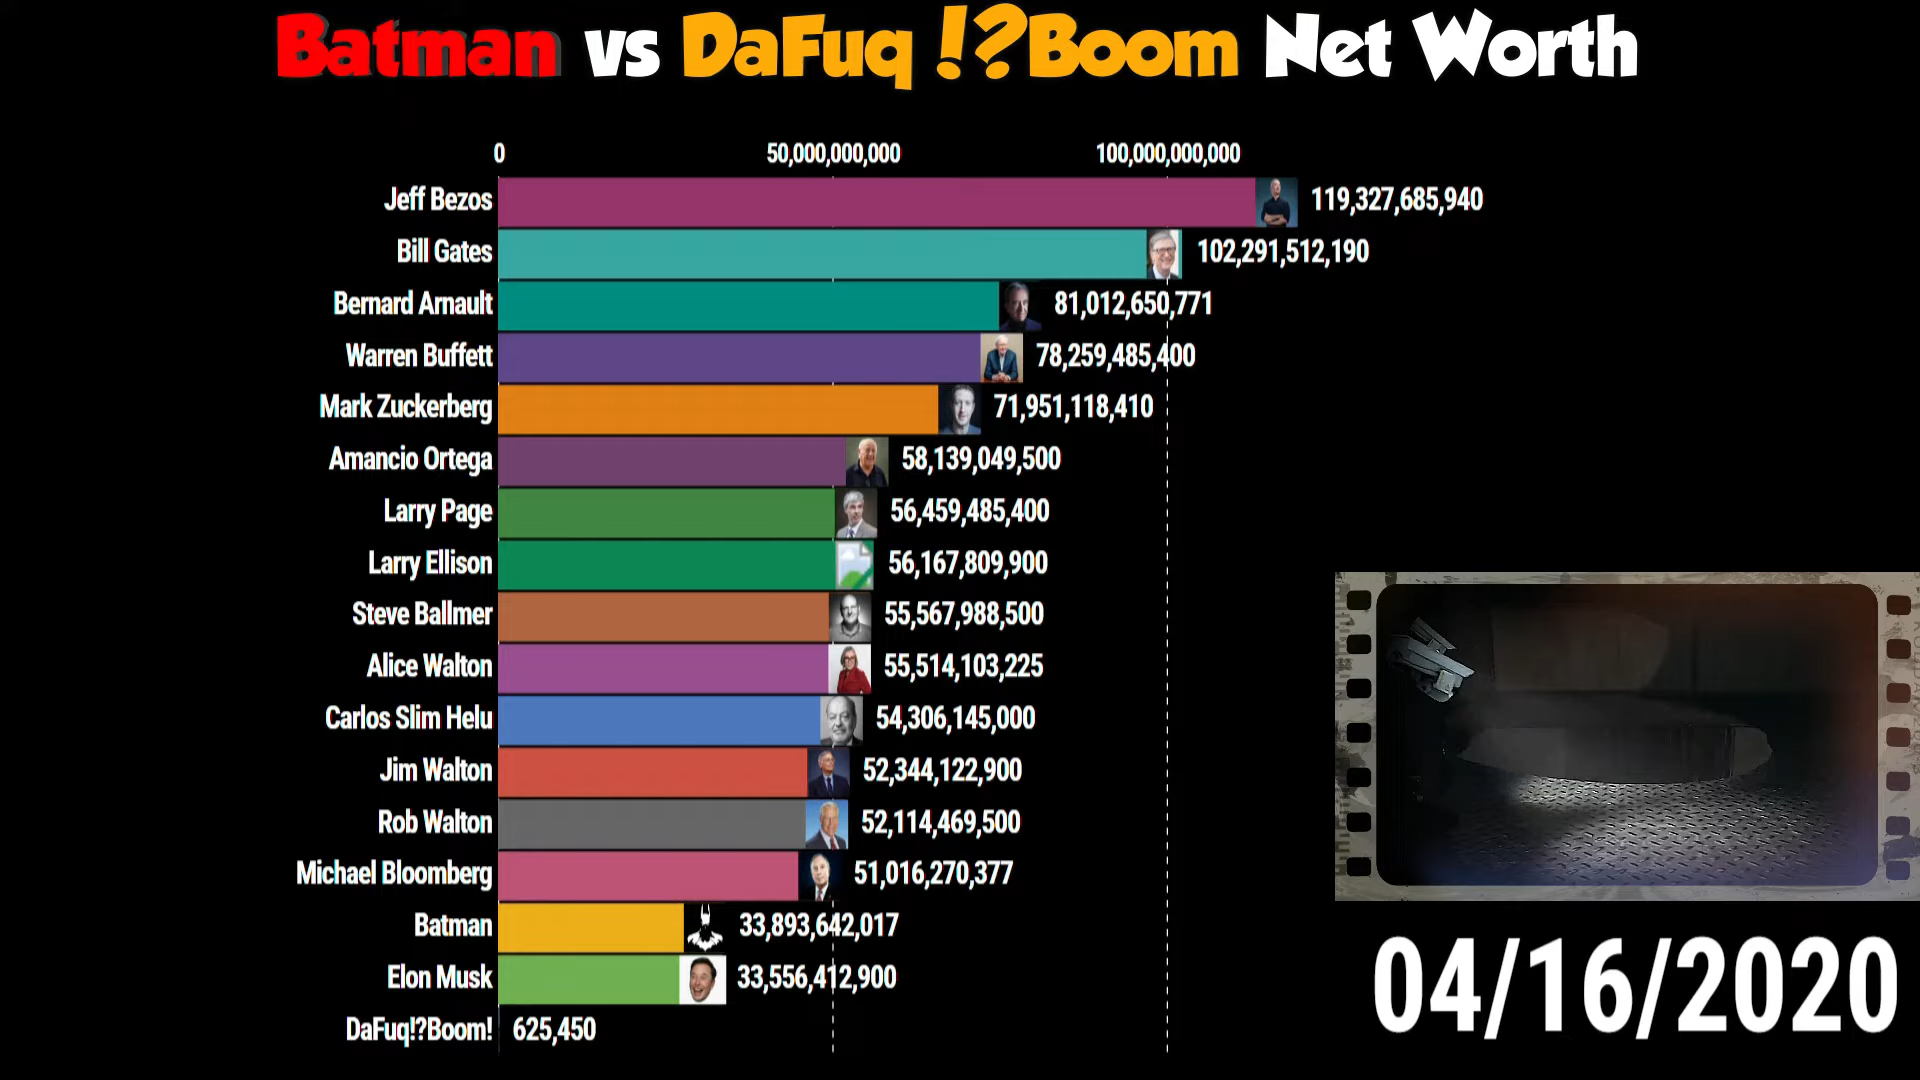 Batman vs DaFuq!?Boom Net Worth
0 50,000,000,000 100,000,000,000
Jeff Bezos 119,327,685,940
Bill Gates 102,291,512,190
Bernard Arnault 81,012,650,771
Warren Buffett 78,259,485,400
Mark Zuckerberg 71,951,118,410
Amancio Ortega 58,139,049,500
Larry Page 56,459,485,400
Larry Ellison 56,167,809,900
Steve Ballmer 55,567,988,500
Alice Walton 55,514,103,225
Carlos Slim Helu 54,306,145,000
Jim Walton 52,344,122,900
Rob Walton 52,114,469,500
Michael Bloomberg 51,016,270,377
Batman 33,893,642,017
Elon Musk 33,556,412,900
DaFuq!?Boom! 625,450
04/16/2020